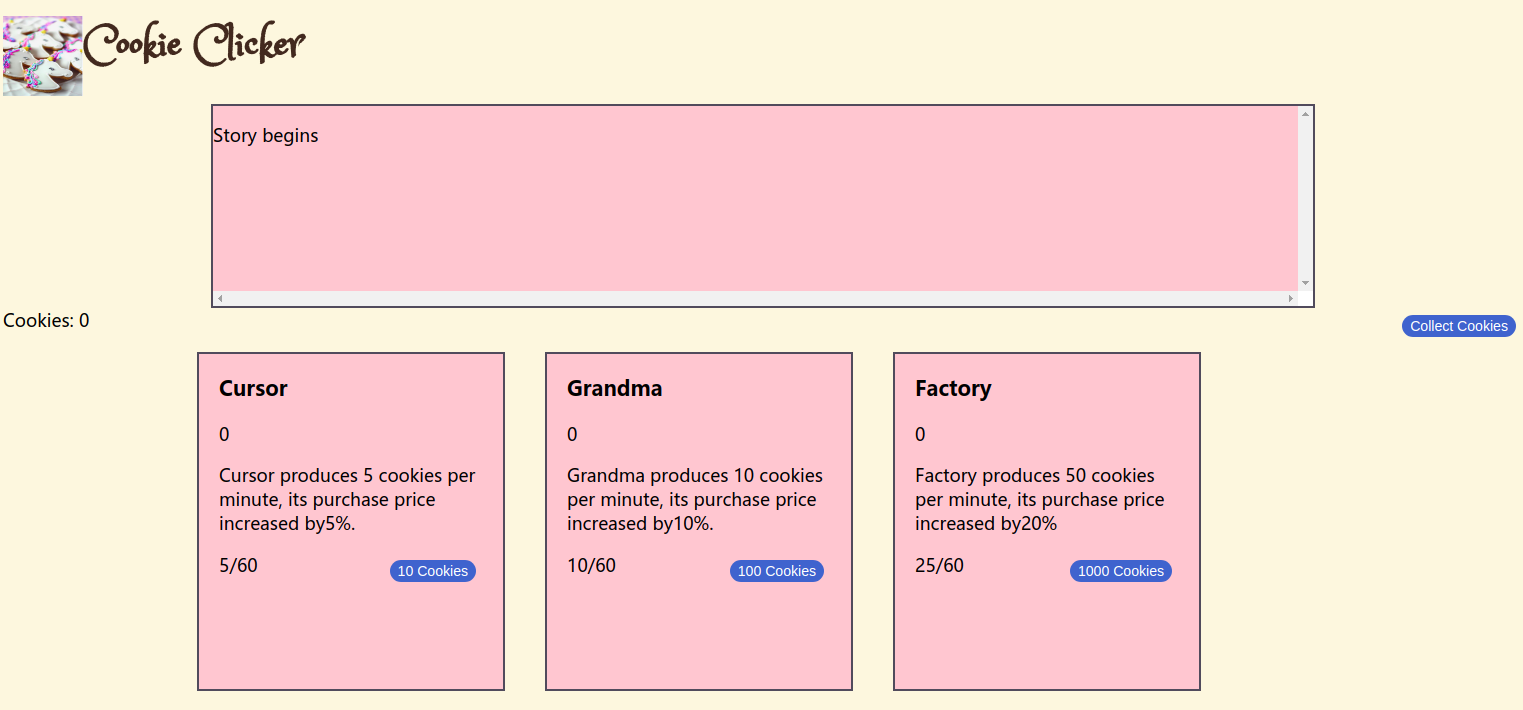 Cookie Clicker
Story begins
Cookies: 0
Collect Cookies
Cursor
0
Cursor produces 5 cookies per
minute, its purchase price
increased by5%.
5/60
10 Cookies
Grandma
0
Grandma produces 10 cookies
per minute, its purchase price
increased by10%.
10/60
100 Cookies
Factory
0
Factory produces 50 cookies
per minute, its purchase price
increased by20%
25/60
1000 Cookies